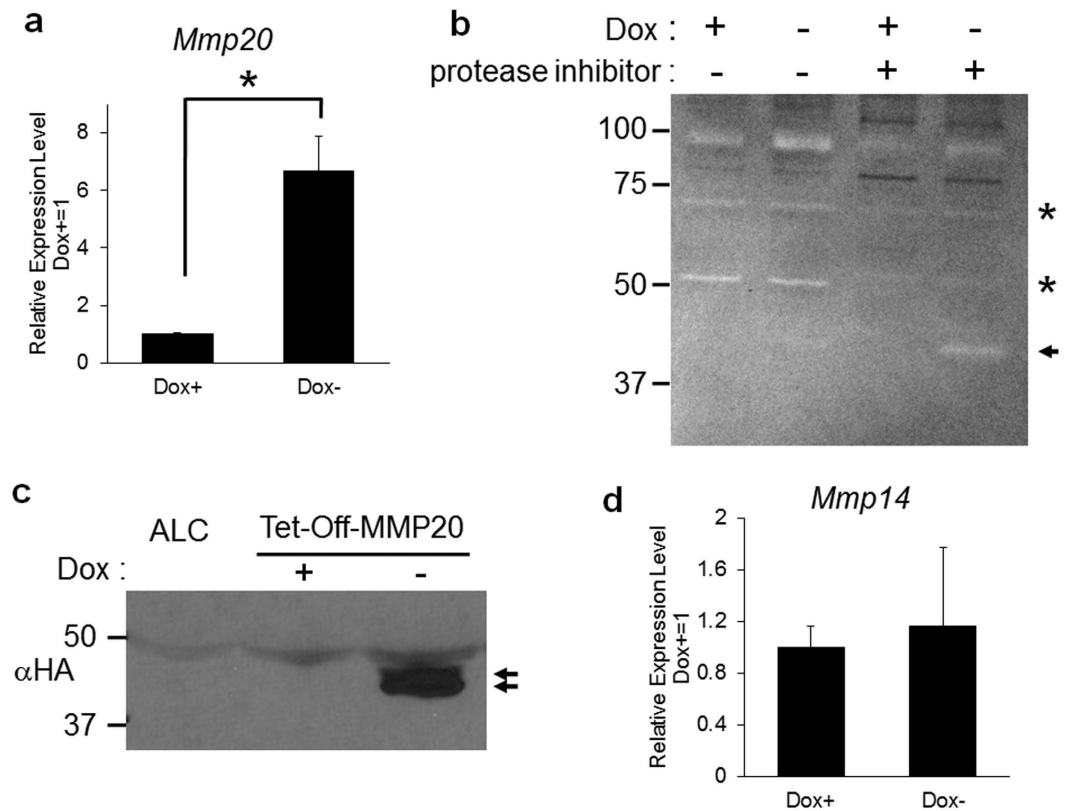 a
Mmp20
*
Relative Expression Level
Dox+=1
8
6
4
2
0
Dox+
Dox-
b
Dox : + - + -
protease inhibitor : - - + +
100
75
50
37
*
*
c
ALC
Tet-Off-MMP20
Dox : + -
50
αHA
37
d
Mmp14
Relative Expression Level
Dox+=1
2
1.6
1.2
0.8
0.4
0
Dox+
Dox-